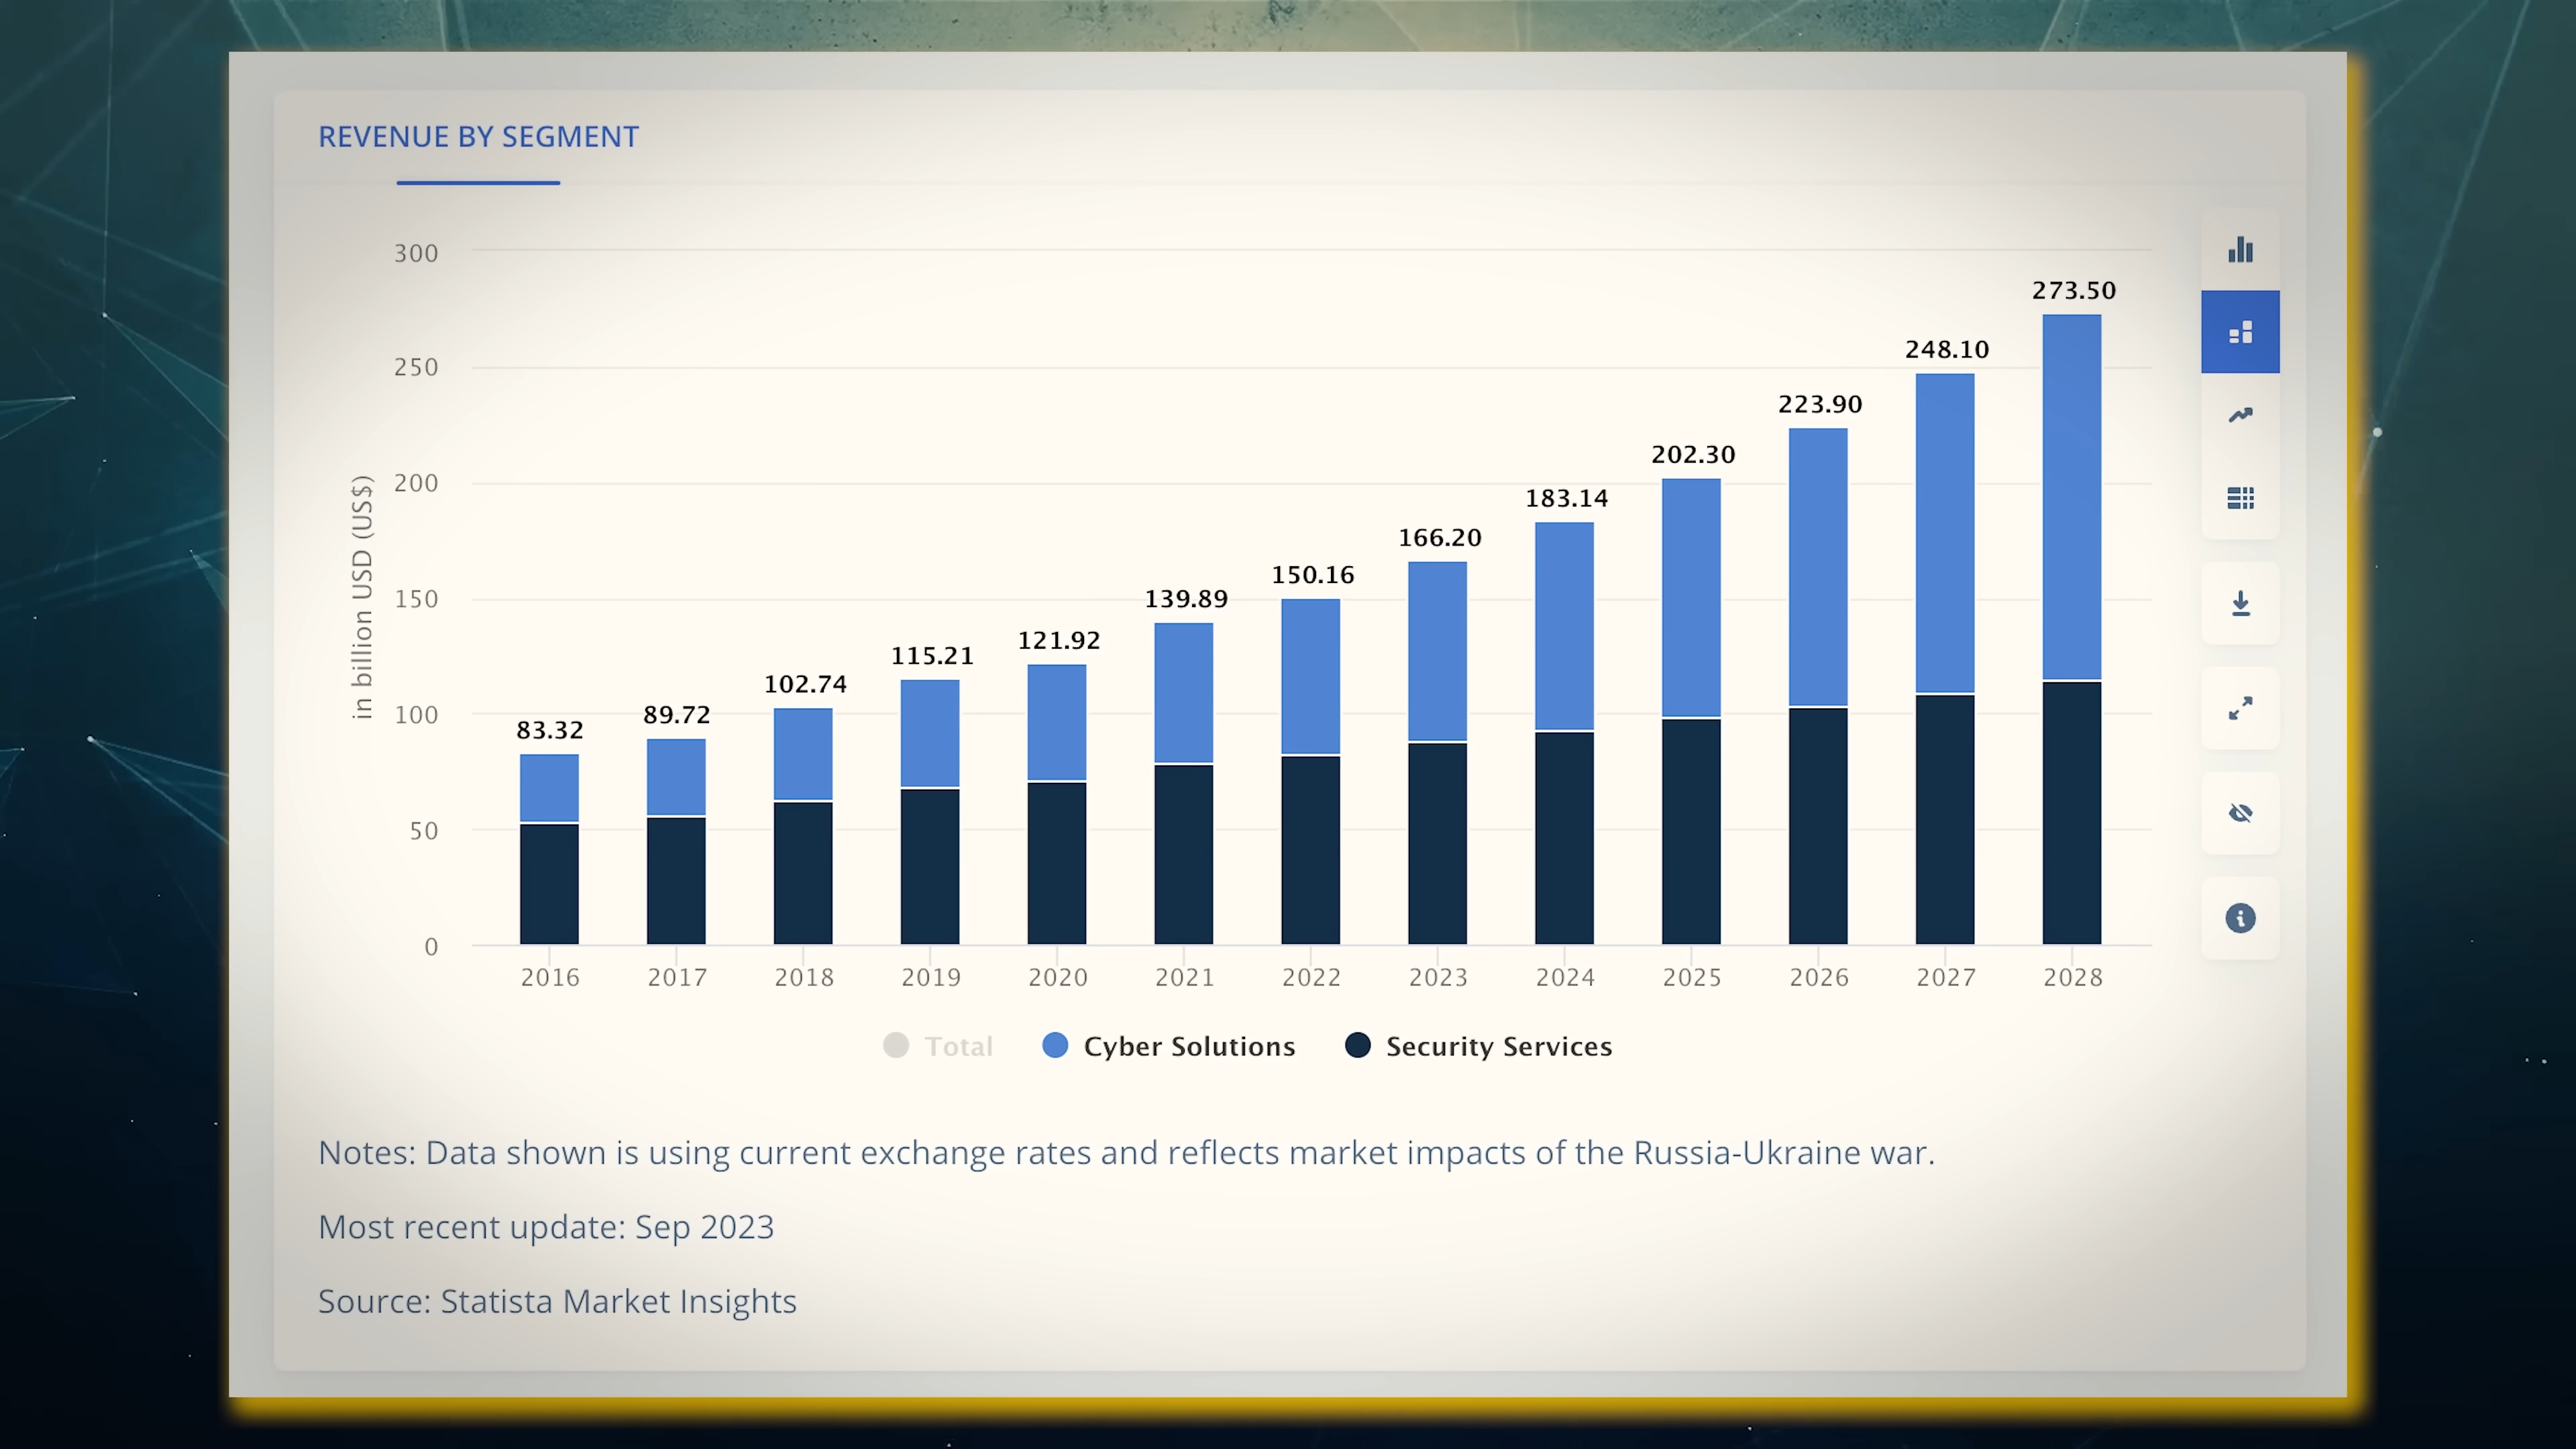 REVENUE BY SEGMENT
in billion USD (US$)
300
250
200
150
100
50
0
83.32
89.72
102.74
115.21
121.92
139.89
150.16
166.20
183.14
202.30
223.90
248.10
273.50
2016 2017 2018 2019 2020 2021 2022 2023 2024 2025 2026 2027 2028
Total Cyber Solutions Security Services
Notes: Data shown is using current exchange rates and reflects market impacts of the Russia-Ukraine war.
Most recent update: Sep 2023
Source: Statista Market Insights